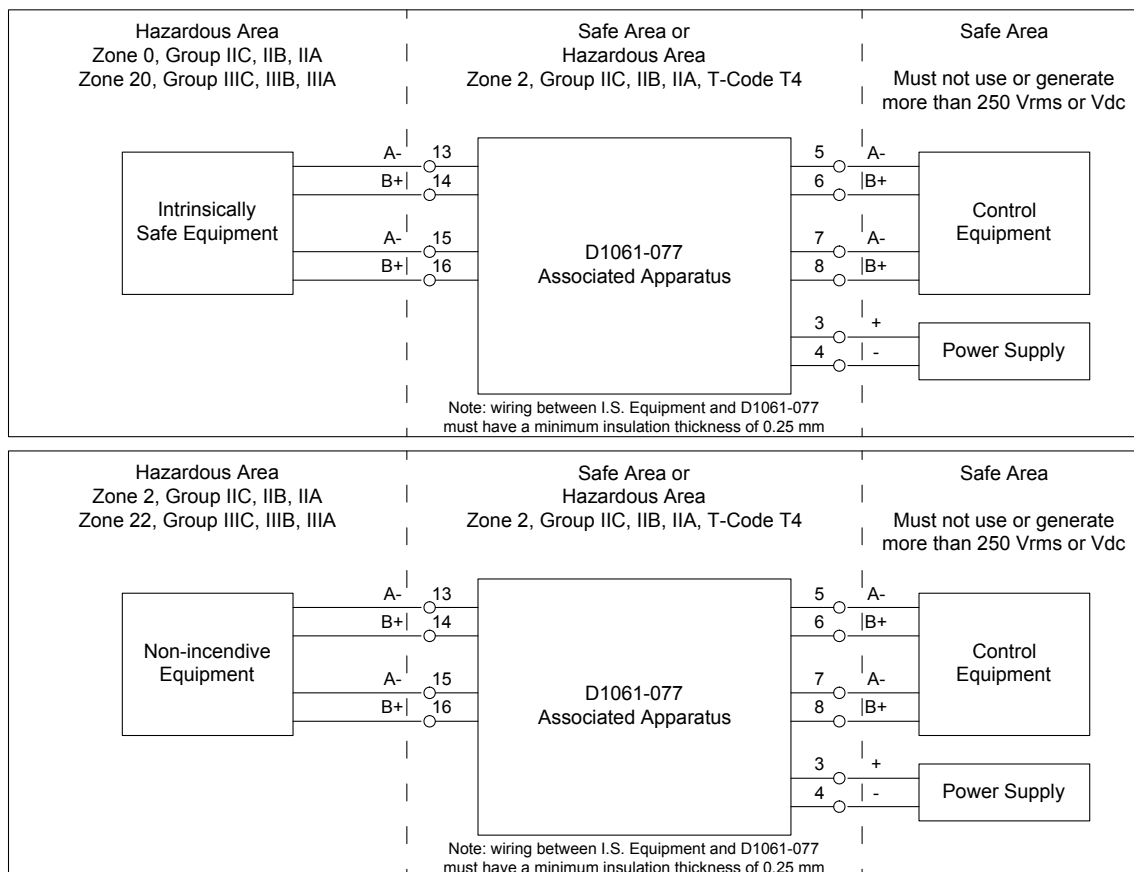 Hazardous Area
Zone 0, Group IIC, IIB, IIA
Zone 20, Group IIIC, IIIB, IIIA
Safe Area or
Hazardous Area
Zone 2, Group IIC, IIB, IIA, T-Code T4
Safe Area
Must not use or generate
more than 250 Vrms or Vdc
Intrinsically
Safe Equipment
A- 13
B+ 14
A- 15
B+ 16
D1061-077
Associated Apparatus
5 A-
6 B+
7 A-
8 B+
3 +
4 -
Control
Equipment
Power Supply
Note: wiring between I.S. Equipment and D1061-077
must have a minimum insulation thickness of 0.25 mm
Hazardous Area
Zone 2, Group IIC, IIB, IIA
Zone 22, Group IIIC, IIIB, IIIA
Safe Area or
Hazardous Area
Zone 2, Group IIC, IIB, IIA, T-Code T4
Safe Area
Must not use or generate
more than 250 Vrms or Vdc
Non-incendive
Equipment
A- 13
B+ 14
A- 15
B+ 16
D1061-077
Associated Apparatus
5 A-
6 B+
7 A-
8 B+
3 +
4 -
Control
Equipment
Power Supply
Note: wiring between I.S. Equipment and D1061-077
must have a minimum insulation thickness of 0.25 mm